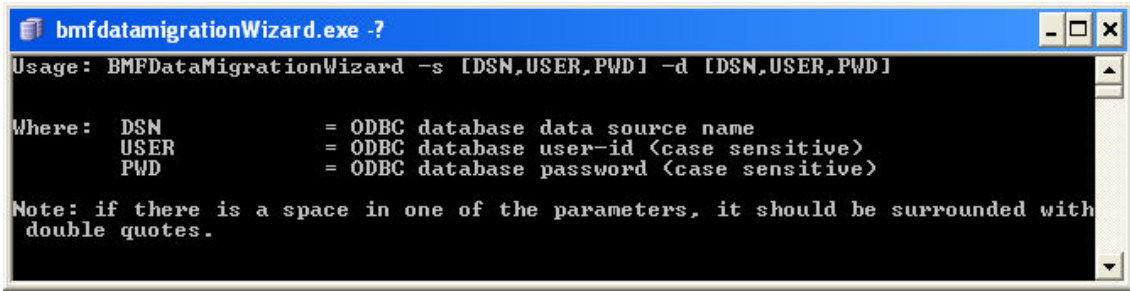 bmfdatamigrationWizard.exe -?
Usage: BMFDataMigrationWizard -s [DSN,USER,PWD] -d [DSN,USER,PWD]
Where: DSN = ODBC database data source name
USER = ODBC database user-id (case sensitive)
PWD = ODBC database password (case sensitive)
Note: if there is a space in one of the parameters, it should be surrounded with
double quotes.